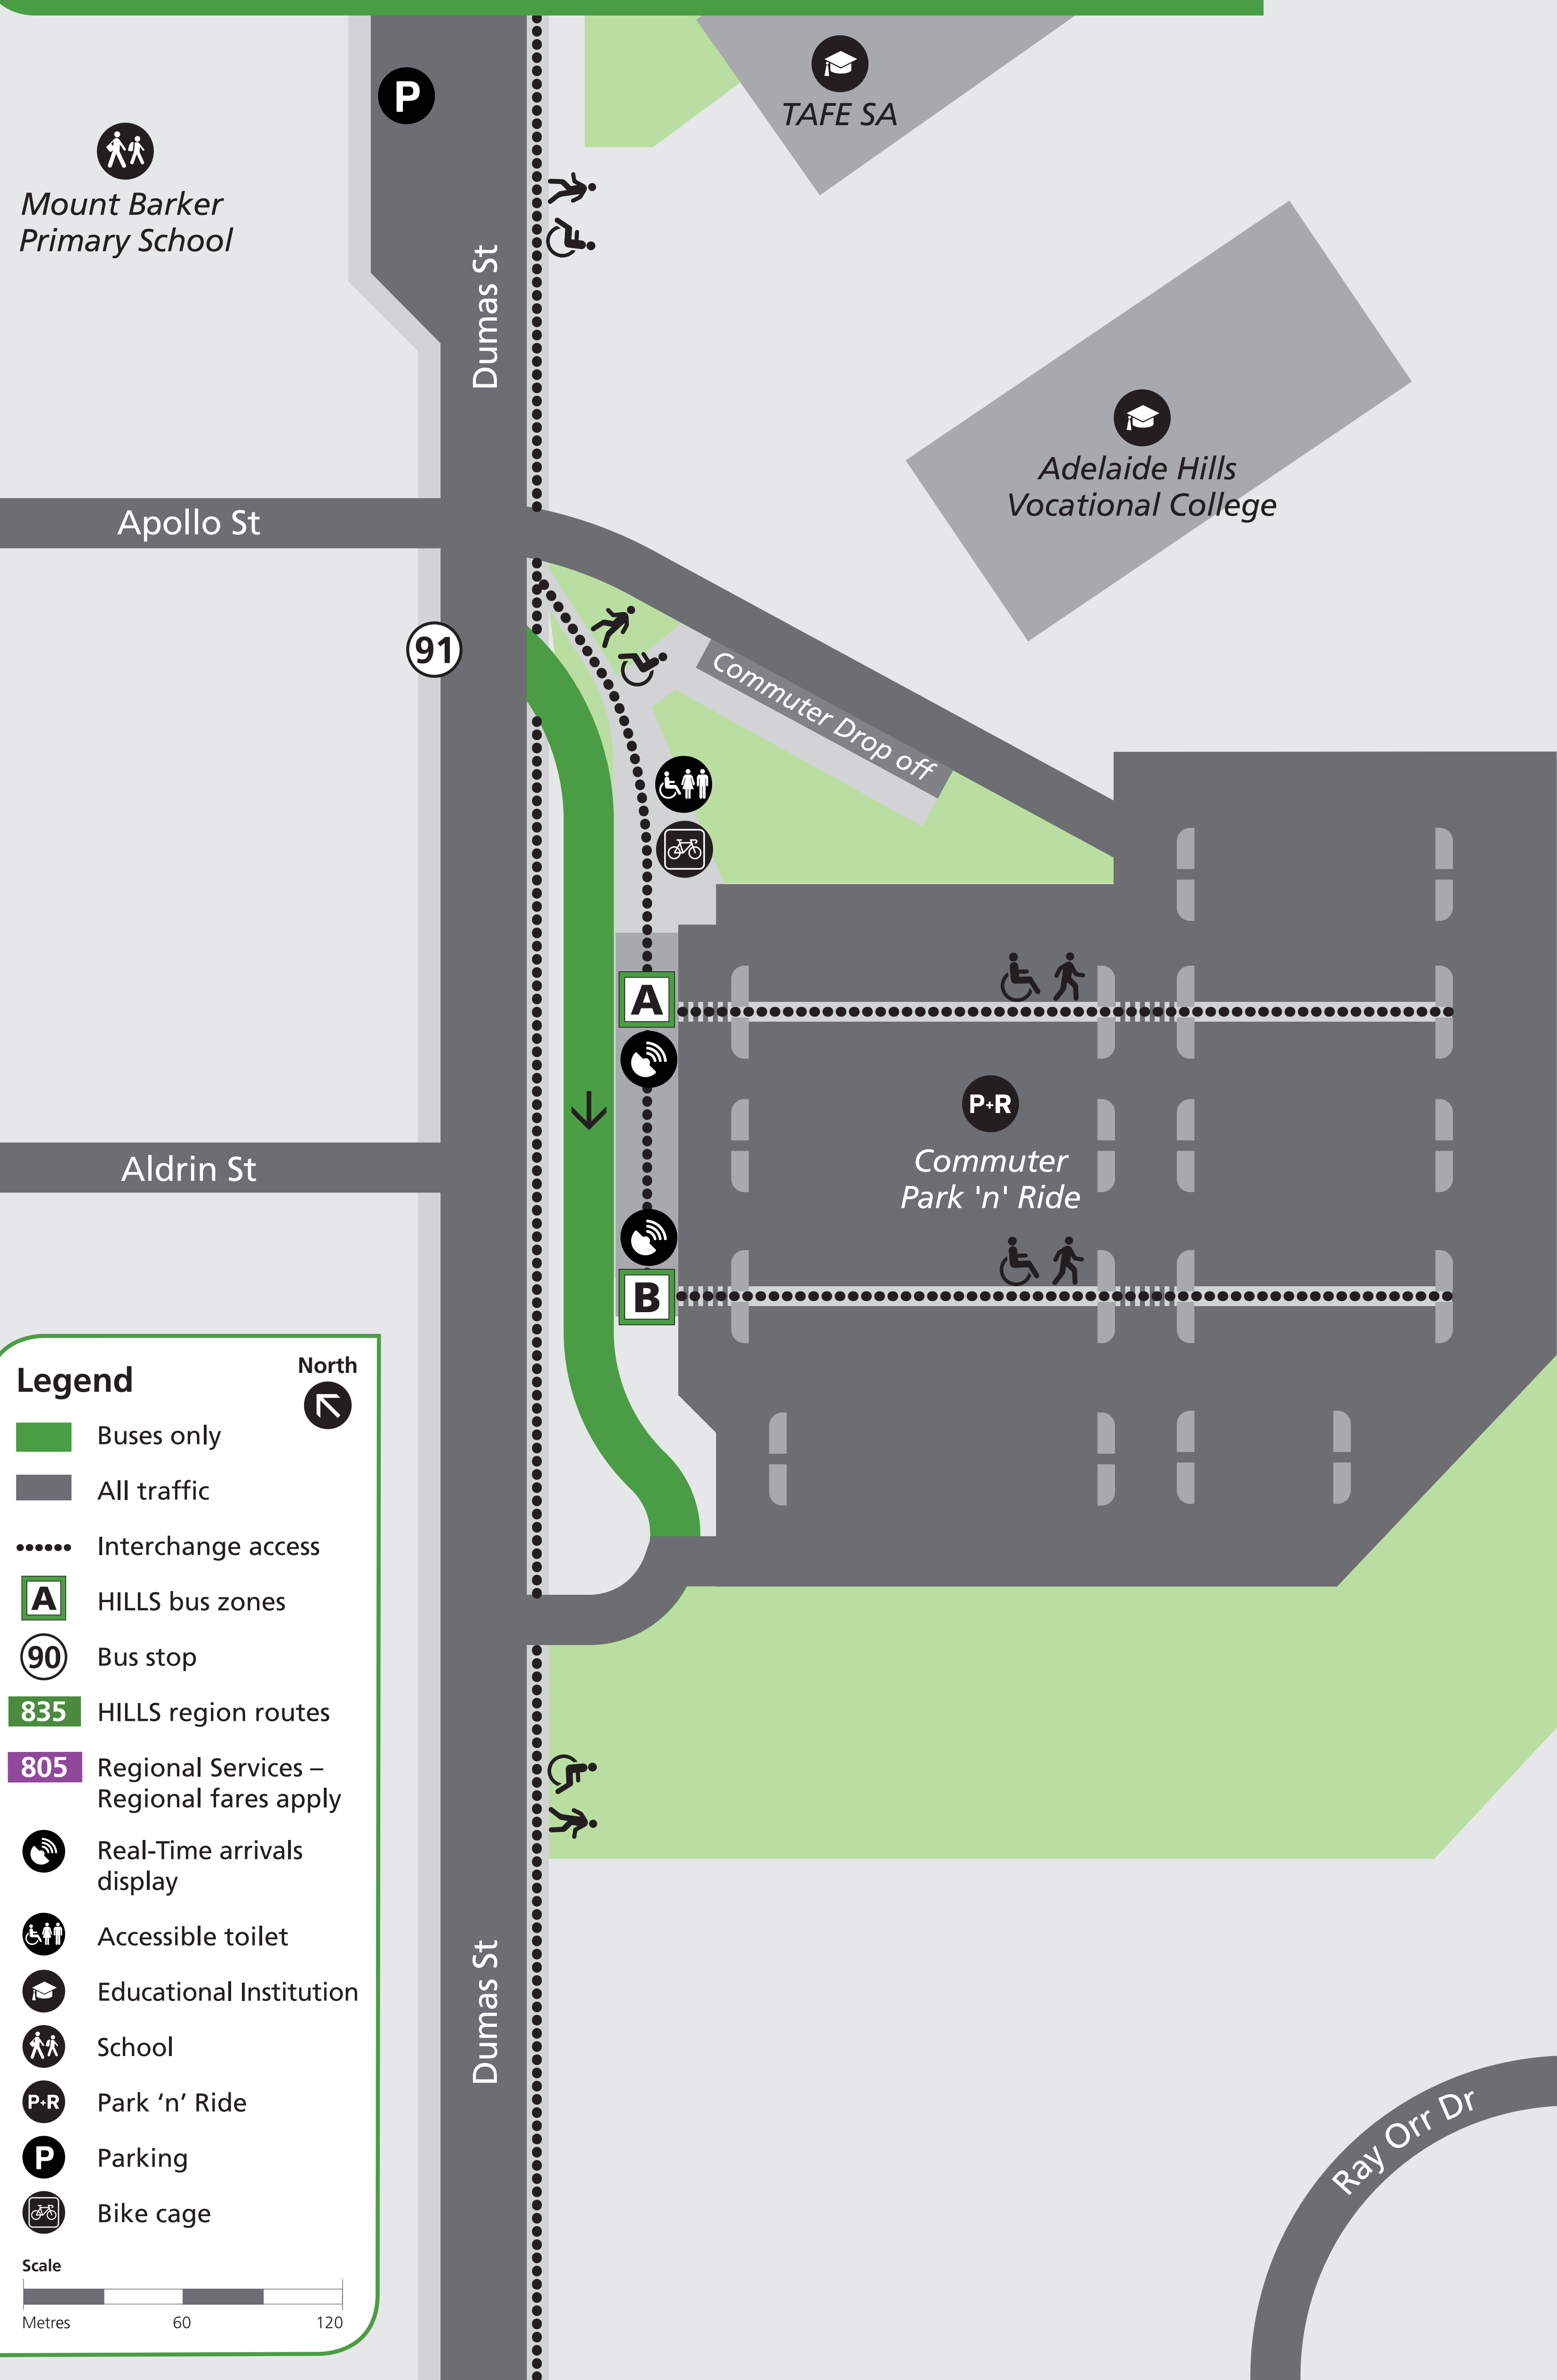 P
TAFE SA
Mount Barker
Primary School
Dumas St
Adelaide Hills
Vocational College
Apollo St
91
Commuter Drop off
A
P+R
Commuter
Park 'n' Ride
Aldrin St
B
Legend
North
Buses only
All traffic
Interchange access
A
HILLS bus zones
90
Bus stop
835
HILLS region routes
805
Regional Services –
Regional fares apply
Real-Time arrivals
display
Accessible toilet
Educational Institution
School
P+R
Park ‘n’ Ride
P
Parking
Bike cage
Scale
Metres 60 120
Dumas St
Ray Orr Dr